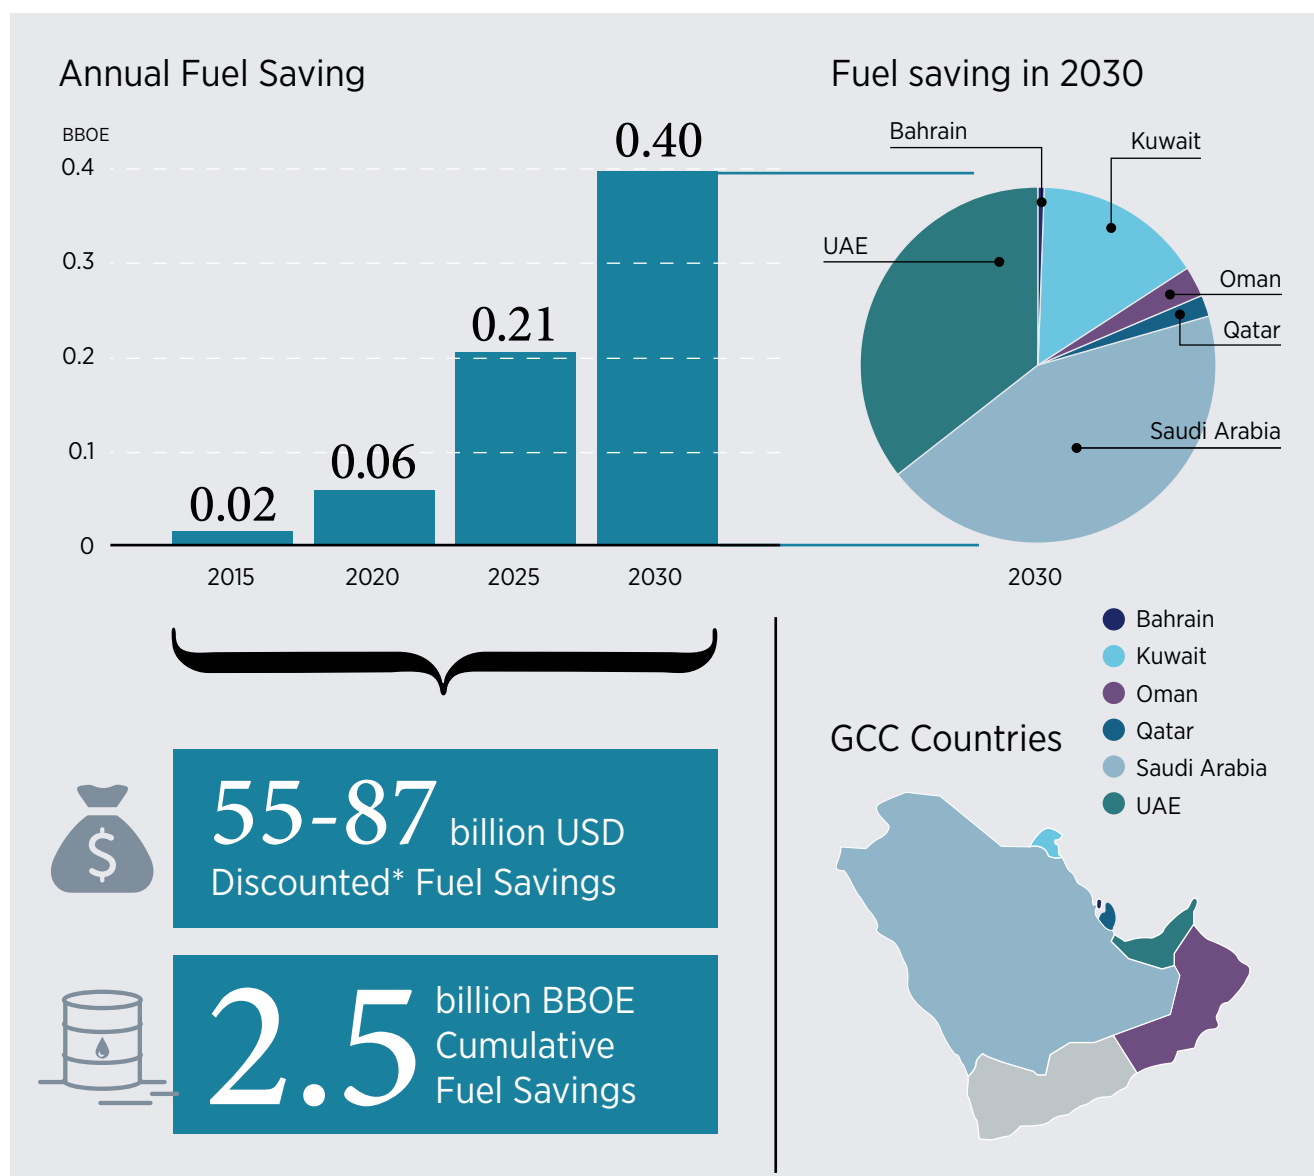 Annual Fuel Saving
BBOE
0.4
0.3
0.2
0.1
0
0.02
0.06
0.21
0.40
2015
2020
2025
2030
Fuel saving in 2030
Bahrain
Kuwait
UAE
Oman
Qatar
Saudi Arabia
2030
Bahrain
Kuwait
Oman
Qatar
Saudi Arabia
UAE
$
55-87 billion USD
Discounted* Fuel Savings
2.5 billion BBOE
Cumulative
Fuel Savings
GCC Countries